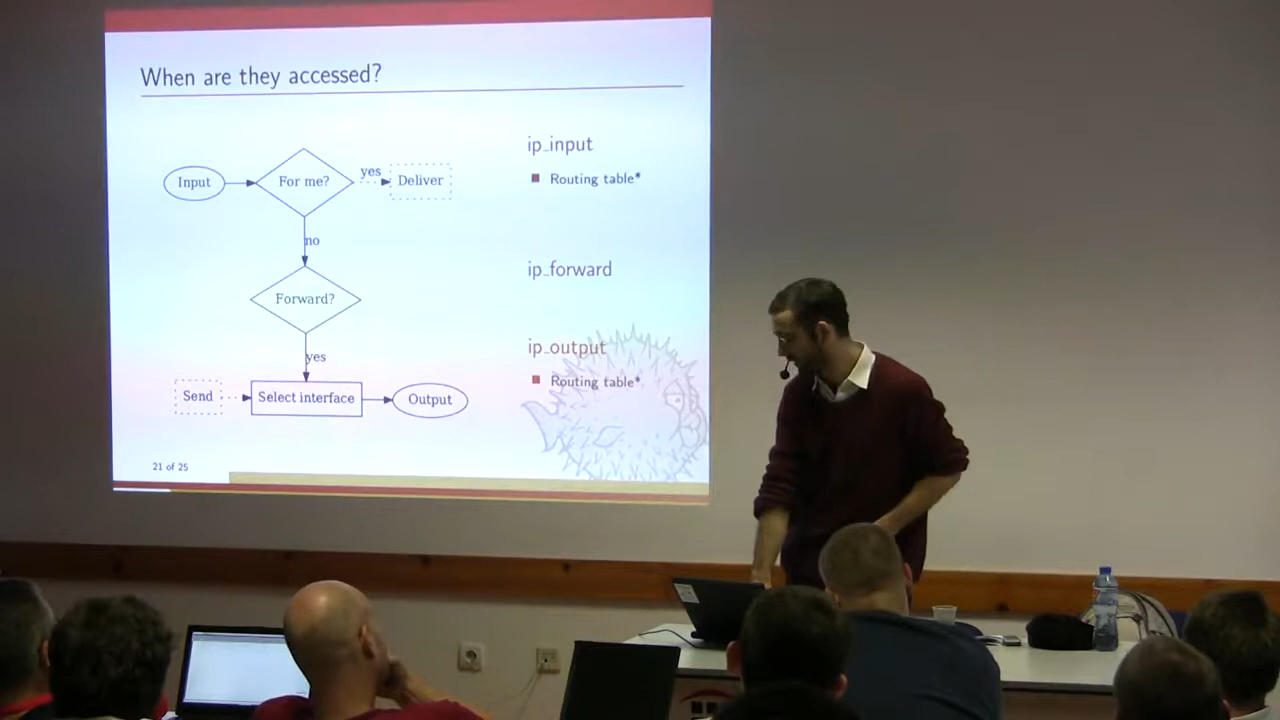 When are they accessed?
Input
For me?
yes
Deliver
no
Forward?
yes
Send
Select interface
Output
ip_input
Routing table*
ip_forward
ip_output
Routing table*
21 of 25